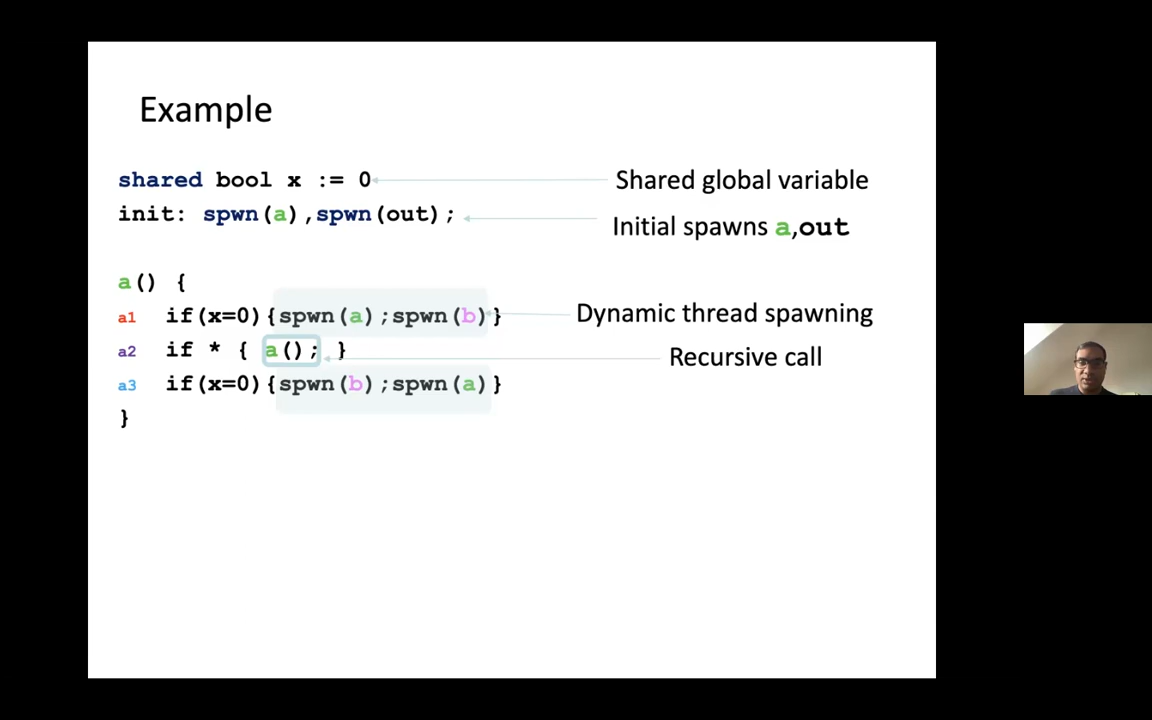 Example
shared bool x := 0
Shared global variable
init: spwn(a),spwn(out);
Initial spawns a,out
a() {
a1 if(x=0){spwn(a);spwn(b)}
Dynamic thread spawning
a2 if * { a(); }
Recursive call
a3 if(x=0){spwn(b);spwn(a)}
}